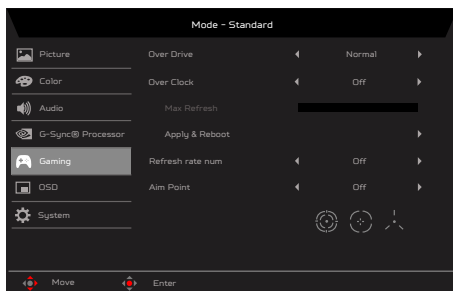 Mode - Standard
Picture
Over Drive
Normal
Color
Over Clock
Off
Audio
Max Refresh
G-Sync® Processor
Apply & Reboot
Gaming
Refresh rate num
Off
OSD
Aim Point
Off
System
Move
Enter